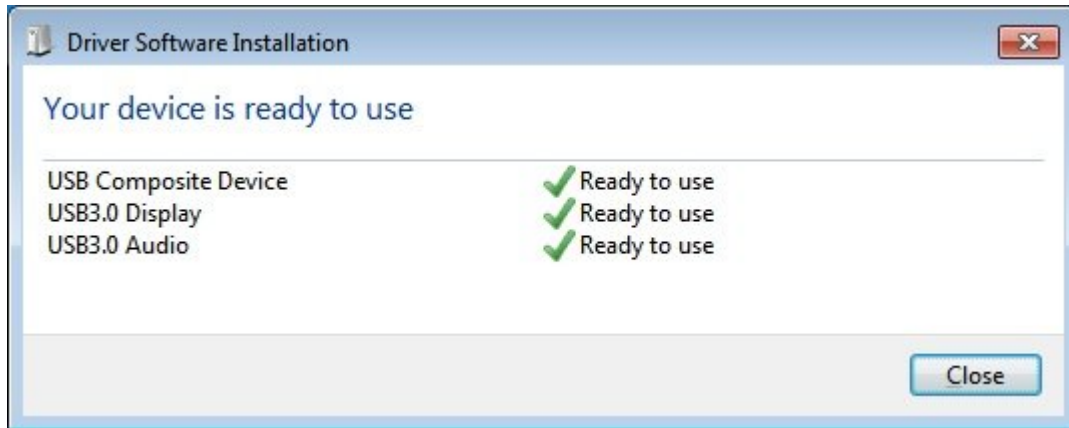 Driver Software Installation
Your device is ready to use
USB Composite Device Ready to use
USB3.0 Display Ready to use
USB3.0 Audio Ready to use
Close